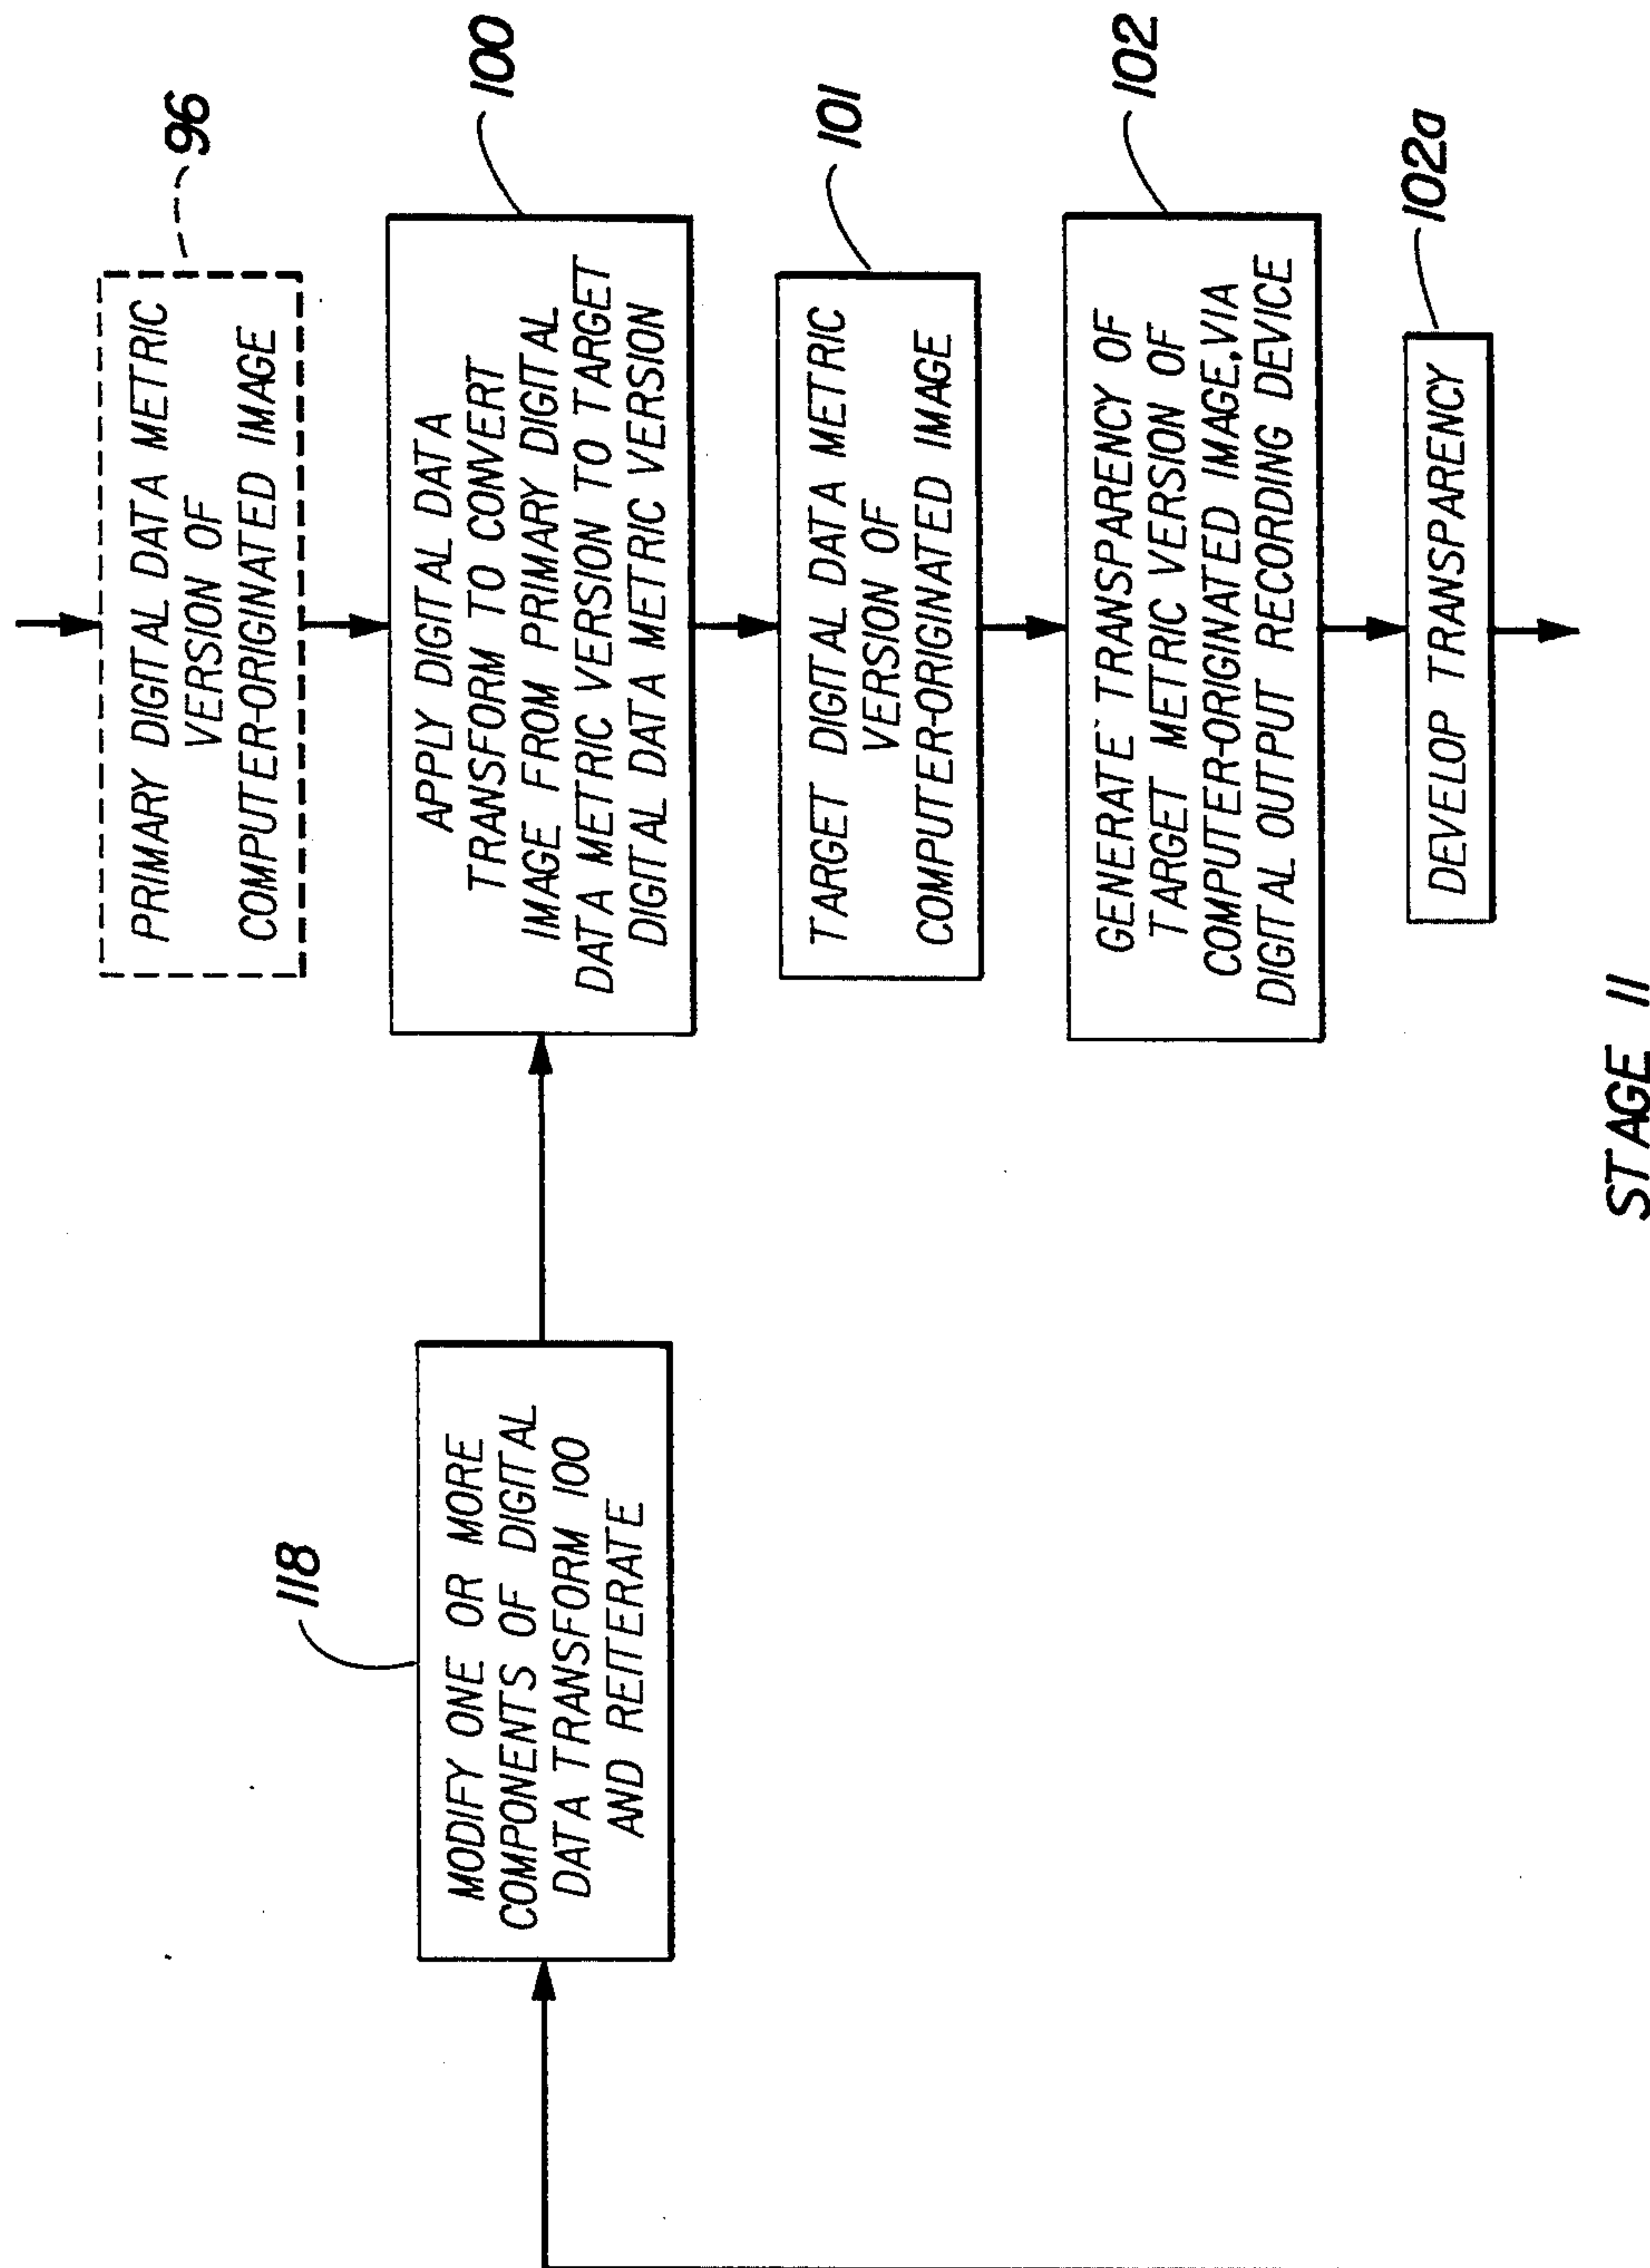 96
PRIMARY DIGITAL DATA METRIC
VERSION OF
COMPUTER-ORIGINATED IMAGE
100
APPLY DIGITAL DATA
TRANSFORM TO CONVERT
IMAGE FROM PRIMARY DIGITAL
DATA METRIC VERSION TO TARGET
DIGITAL DATA METRIC VERSION
118
MODIFY ONE OR MORE
COMPONENTS OF DIGITAL
DATA TRANSFORM 100
AND REITERATE
101
TARGET DIGITAL DATA METRIC
VERSION OF
COMPUTER-ORIGINATED IMAGE
102
GENERATE TRANSPARENCY OF
TARGET METRIC VERSION OF
COMPUTER-ORIGINATED IMAGE, VIA
DIGITAL OUTPUT RECORDING DEVICE
102a
DEVELOP TRANSPARENCY
STAGE II